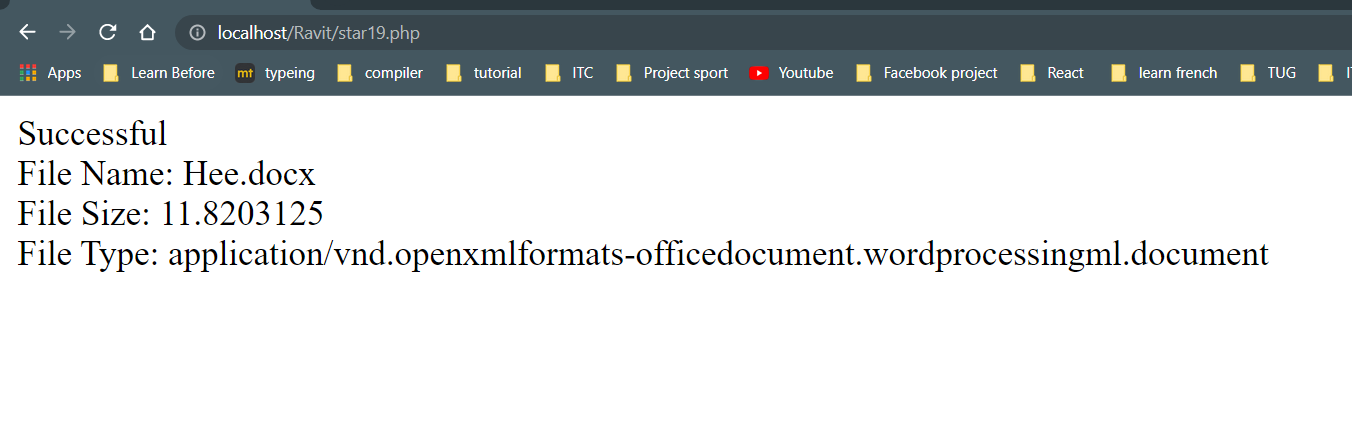 localhost/Ravit/star19.php
Apps Learn Before mt typeing compiler tutorial ITC Project sport Youtube Facebook project React learn french TUG
Successful
File Name: Hee.docx
File Size: 11.8203125
File Type: application/vnd.openxmlformats-officedocument.wordprocessingml.document